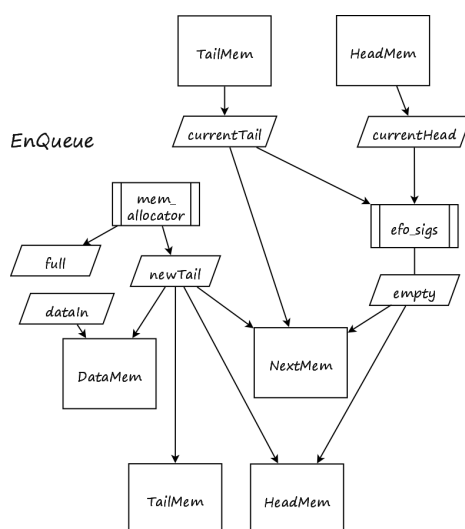 TailMem
HeadMem
currentTail
currentHead
EnQueue
mem_
allocator
efo_sigs
full
newTail
empty
dataIn
DataMem
NextMem
TailMem
HeadMem